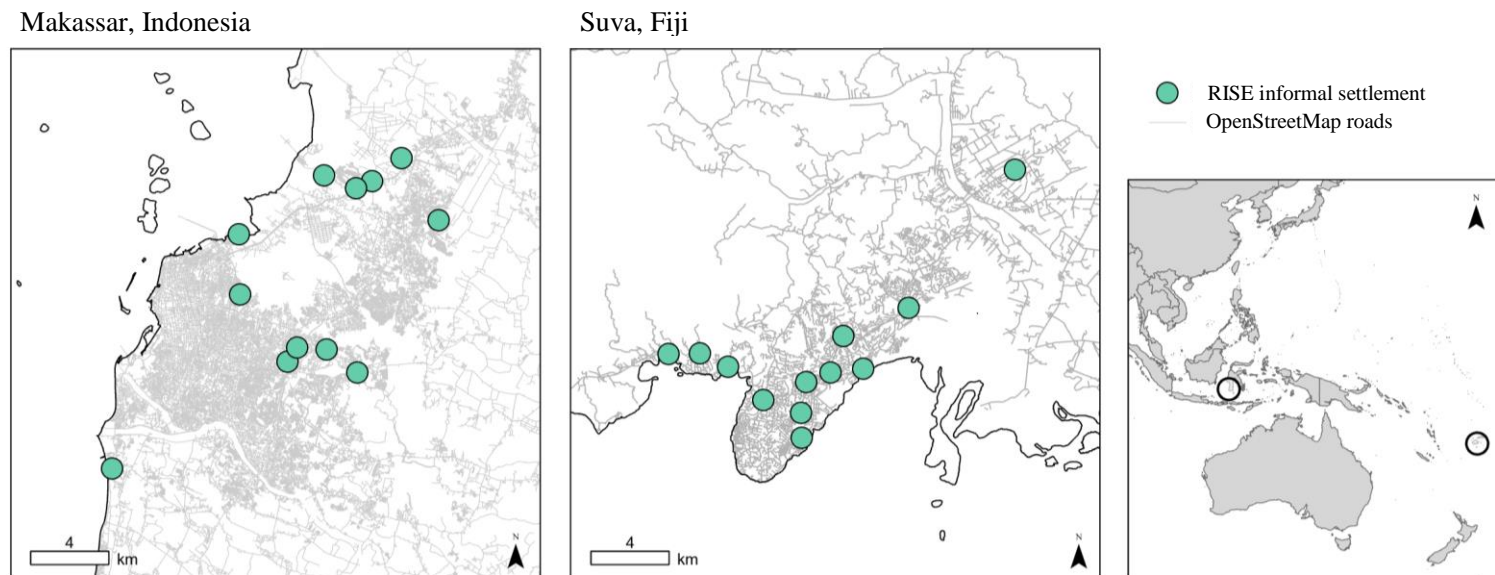 Makassar, Indonesia
Suva, Fiji
RISE informal settlement
OpenStreetMap roads
N
4
km
N
4
km
N